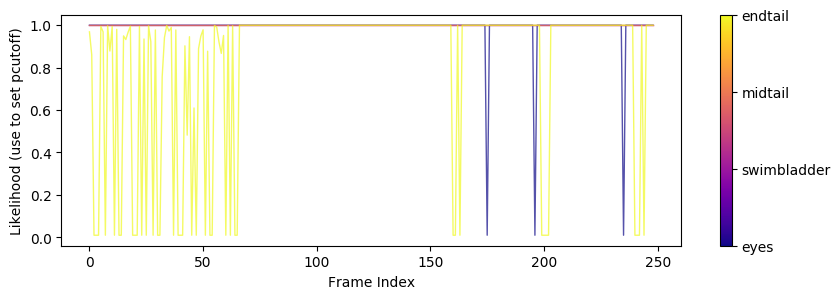 Likelihood (use to set pcutoff)
1.0
0.8
0.6
0.4
0.2
0.0
0
50
100
150
200
250
Frame Index
endtail
midtail
swimbladder
eyes